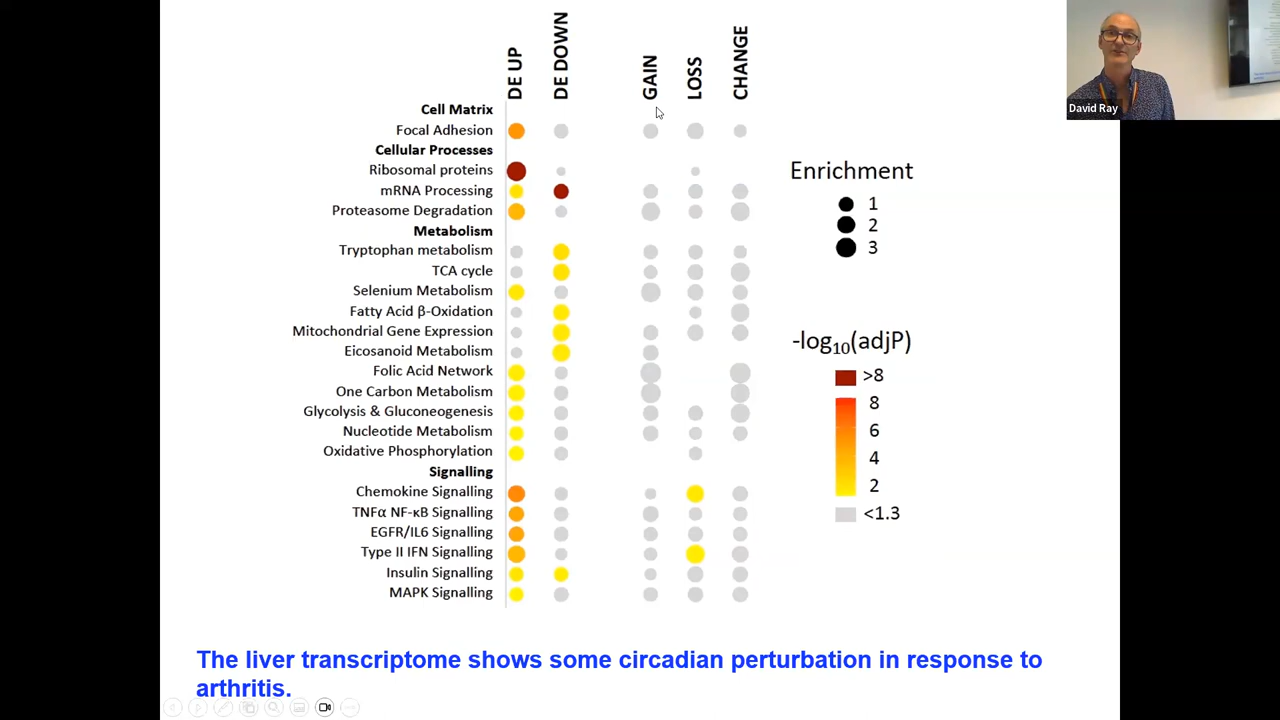 DE UP
DE DOWN
GAIN
LOSS
CHANGE
Cell Matrix
Focal Adhesion
Cellular Processes
Ribosomal proteins
mRNA Processing
Proteasome Degradation
Metabolism
Tryptophan metabolism
TCA cycle
Selenium Metabolism
Fatty Acid β-Oxidation
Mitochondrial Gene Expression
Eicosanoid Metabolism
Folic Acid Network
One Carbon Metabolism
Glycolysis & Gluconeogenesis
Nucleotide Metabolism
Oxidative Phosphorylation
Signalling
Chemokine Signalling
TNFα NF-κB Signalling
EGFR/IL6 Signalling
Type II IFN Signalling
Insulin Signalling
MAPK Signalling
Enrichment
1
2
3
-log10(adjP)
>8
8
6
4
2
<1.3
David Ray
The liver transcriptome shows some circadian perturbation in response to
arthritis.